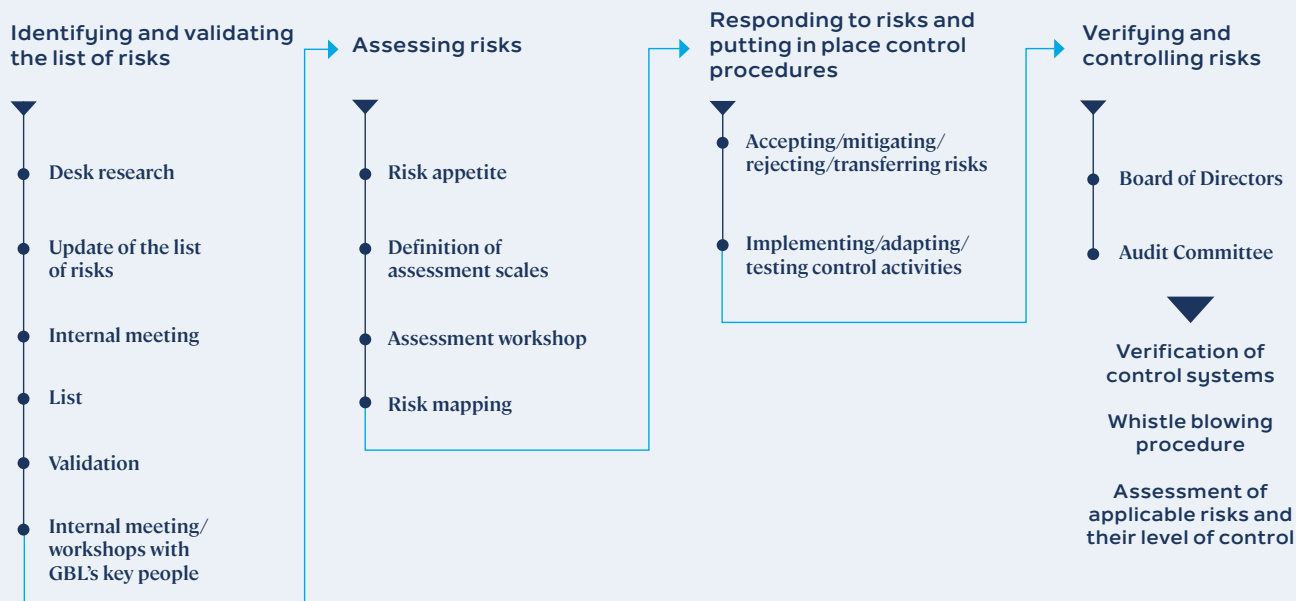 Identifying and validating
the list of risks
Desk research
Update of the list
of risks
Internal meeting
List
Validation
Internal meeting/
workshops with
GBL's key people
Assessing risks
Risk appetite
Definition of
assessment scales
Assessment workshop
Risk mapping
Responding to risks and
putting in place control
procedures
Accepting/mitigating/
rejecting/transferring risks
Implementing/adapting/
testing control activities
Verifying and
controlling risks
Board of Directors
Audit Committee
Verification of
control systems
Whistle blowing
procedure
Assessment of
applicable risks and
their level of control